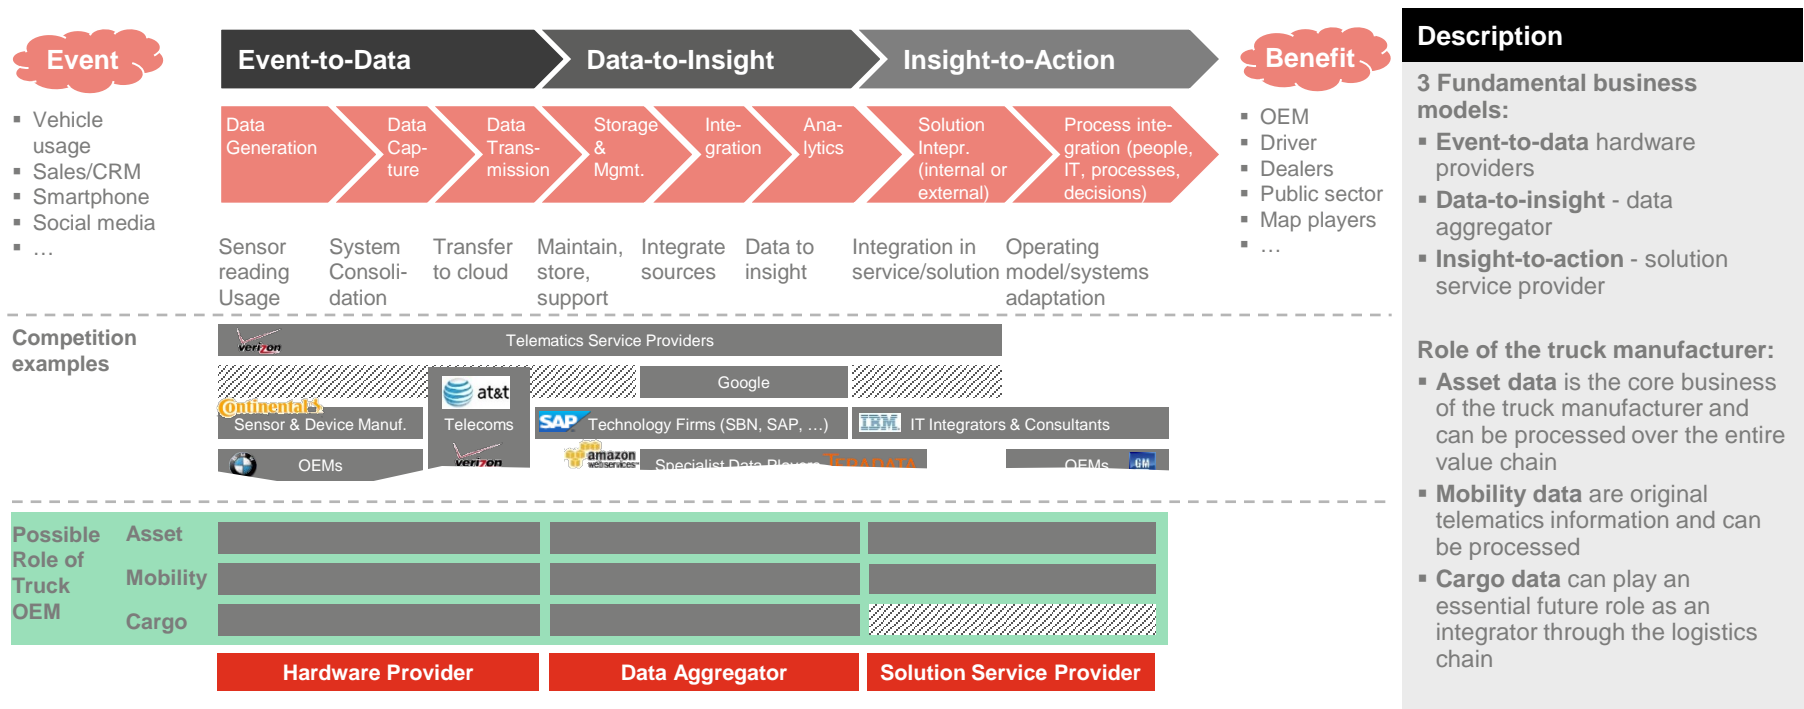 Event
Event-to-Data
Data-to-Insight
Insight-to-Action
Benefit
▪ Vehicle
usage
▪ Sales/CRM
▪ Smartphone
▪ Social media
▪ …
Data
Generation
Data
Cap-
ture
Data
Trans-
mission
Storage
&
Mgmt.
Inte-
gration
Ana-
lytics
Solution
Intepr.
(internal or
external)
Process inte-
gration (people,
IT, processes,
decisions)
▪ OEM
▪ Driver
▪ Dealers
▪ Public sector
▪ Map players
▪ …
Sensor
reading
Usage
System
Consoli-
dation
Transfer
to cloud
Maintain,
store,
support
Integrate
sources
Data to
insight
Integration in
service/solution
Operating
model/systems
adaptation
Competition
examples
verizon
Telematics Service Providers
at&t
Google
Continental
Sensor & Device Manuf.
Telecoms
SAP
Technology Firms (SBN, SAP, …)
IBM
IT Integrators & Consultants
OEMs
verizon
amazon
webservices
Specialist Data Players
TERADATA
OEMs
GM
Possible
Role of
Truck
OEM
Asset
Mobility
Cargo
Hardware Provider
Data Aggregator
Solution Service Provider
Description
3 Fundamental business
models:
▪ Event-to-data hardware
providers
▪ Data-to-insight - data
aggregator
▪ Insight-to-action - solution
service provider
Role of the truck manufacturer:
▪ Asset data is the core business
of the truck manufacturer and
can be processed over the entire
value chain
▪ Mobility data are original
telematics information and can
be processed
▪ Cargo data can play an
essential future role as an
integrator through the logistics
chain